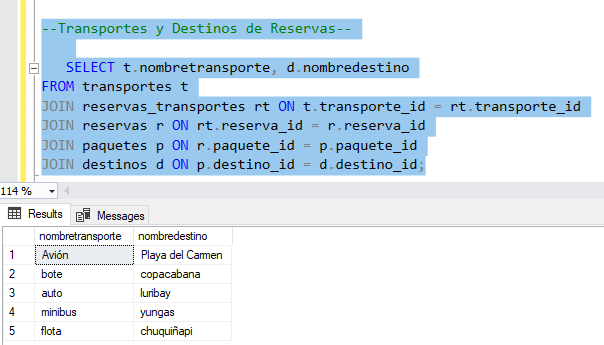 --Transportes y Destinos de Reservas--
SELECT t.nombretransporte, d.nombredestino
FROM transportes t
JOIN reservas_transportes rt ON t.transporte_id = rt.transporte_id
JOIN reservas r ON rt.reserva_id = r.reserva_id
JOIN paquetes p ON r.paquete_id = p.paquete_id
JOIN destinos d ON p.destino_id = d.destino_id;
114 %
Results Messages
nombretransporte nombredestino
1 Avión Playa del Carmen
2 bote copacabana
3 auto luribay
4 minibus yungas
5 flota chuquiñapi